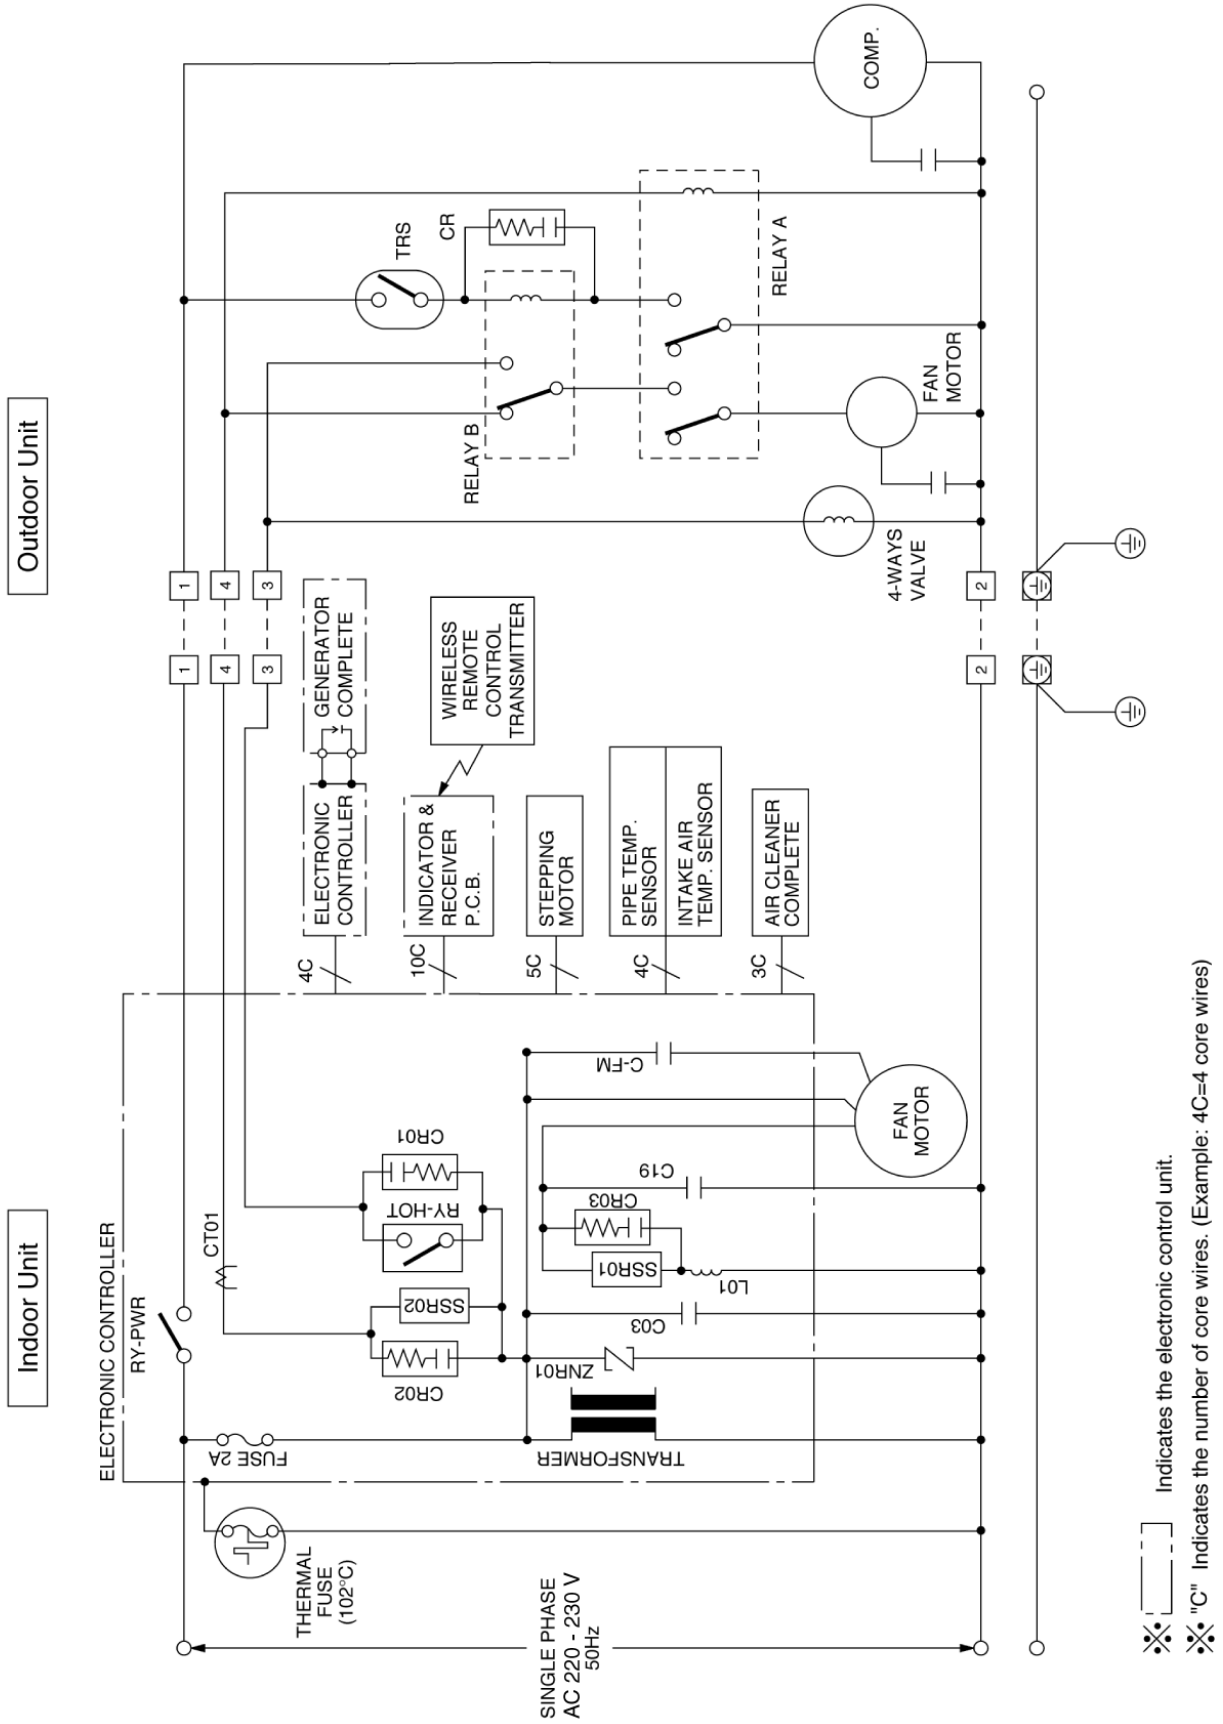 Indoor Unit
Outdoor Unit
ELECTRONIC CONTROLLER
RY-PWR
CT01
FUSE 2A
THERMAL
FUSE
(102°C)
SINGLE PHASE
AC 220 - 230 V
50Hz
CR02
SSR02
RY-HOT
CR01
TRANSFORMER
ZNR01
C03
L01
SSR01
CR03
C19
C-FM
FAN
MOTOR
4C
ELECTRONIC
CONTROLLER
GENERATOR
COMPLETE
10C
INDICATOR &
RECEIVER
P.C.B.
WIRELESS
REMOTE
CONTROL
TRANSMITTER
5C
STEPPING
MOTOR
4C
PIPE TEMP.
SENSOR
INTAKE AIR
TEMP. SENSOR
3C
AIR CLEANER
COMPLETE
1
1
4
4
3
3
2
2
TRS
CR
RELAY B
RELAY A
4-WAYS
VALVE
FAN
MOTOR
COMP.
※ Indicates the electronic control unit.
※ "C" Indicates the number of core wires. (Example: 4C=4 core wires)